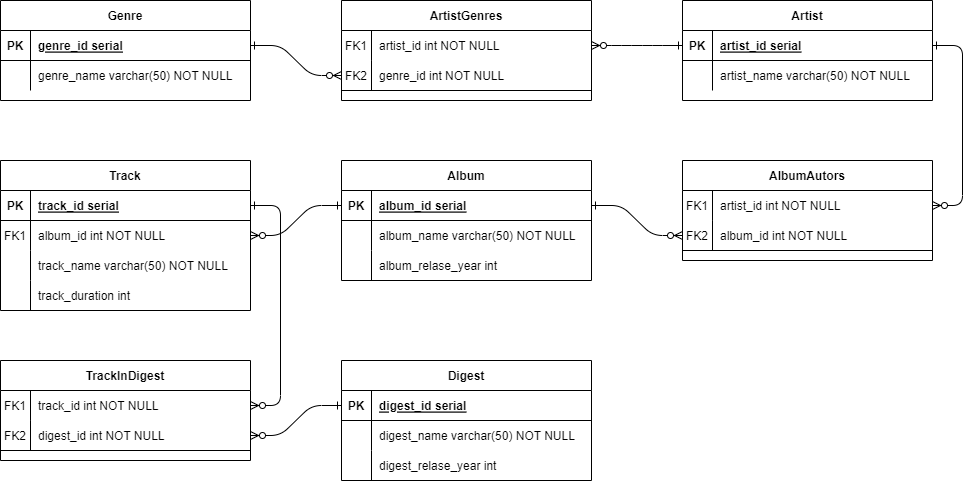 Genre
PK genre_id serial
genre_name varchar(50) NOT NULL
ArtistGenres
FK1 artist_id int NOT NULL
FK2 genre_id int NOT NULL
Artist
PK artist_id serial
artist_name varchar(50) NOT NULL
Track
PK track_id serial
FK1 album_id int NOT NULL
track_name varchar(50) NOT NULL
track_duration int
Album
PK album_id serial
album_name varchar(50) NOT NULL
album_relase_year int
AlbumAutors
FK1 artist_id int NOT NULL
FK2 album_id int NOT NULL
TrackInDigest
FK1 track_id int NOT NULL
FK2 digest_id int NOT NULL
Digest
PK digest_id serial
digest_name varchar(50) NOT NULL
digest_relase_year int